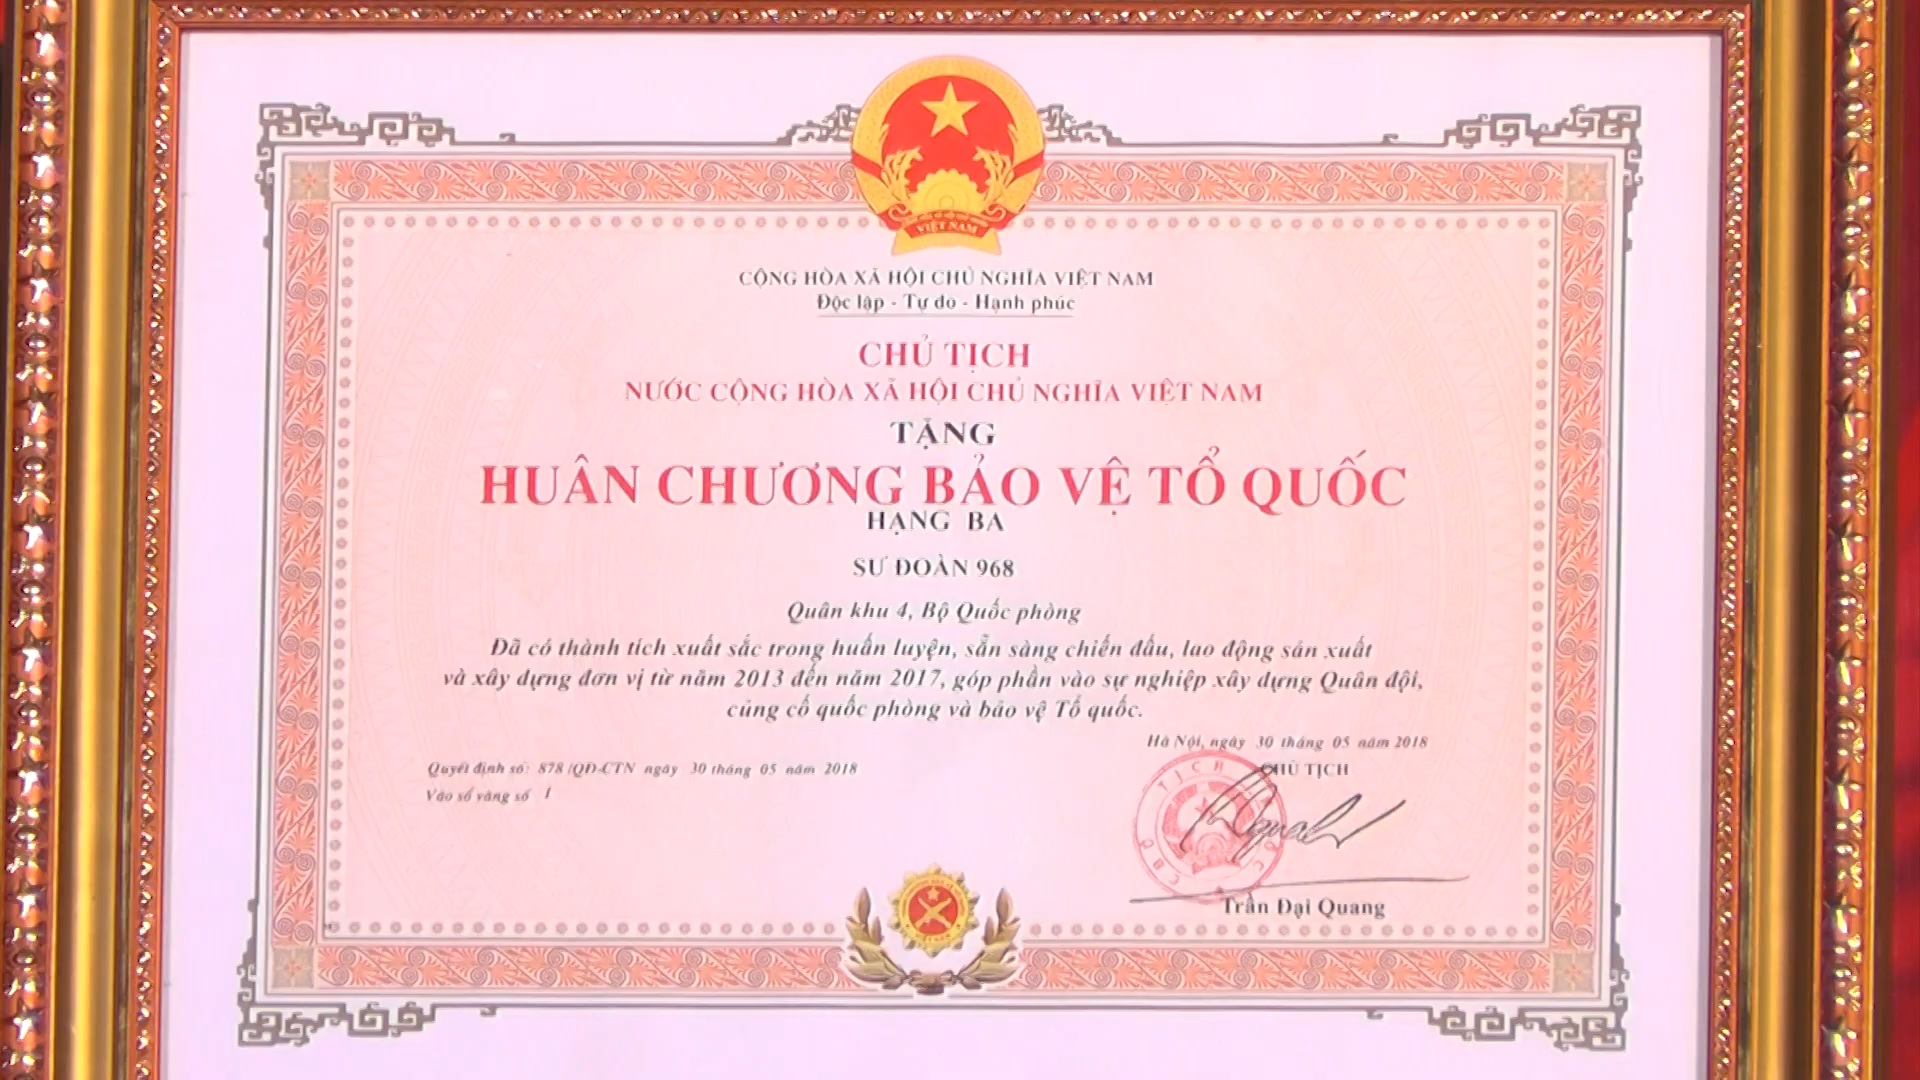 VIỆT NAM
CỘNG HÒA XÃ HỘI CHỦ NGHĨA VIỆT NAM
Độc lập - Tự do - Hạnh phúc
CHỦ TỊCH
NƯỚC CỘNG HÒA XÃ HỘI CHỦ NGHĨA VIỆT NAM
TẶNG
HUÂN CHƯƠNG BẢO VỆ TỔ QUỐC
HẠNG BA
SƯ ĐOÀN 968
Quân khu 4, Bộ Quốc phòng
Đã có thành tích xuất sắc trong huấn luyện, sẵn sàng chiến đấu, lao động sản xuất
và xây dựng đơn vị từ năm 2013 đến năm 2017, góp phần vào sự nghiệp xây dựng Quân đội,
củng cố quốc phòng và bảo vệ Tổ quốc.
Hà Nội, ngày 30 tháng 05 năm 2018
Quyết định số: 878 /QĐ-CTN ngày 30 tháng 05 năm 2018
CHỦ TỊCH
Vào sổ vàng số 1
Trần Đại Quang